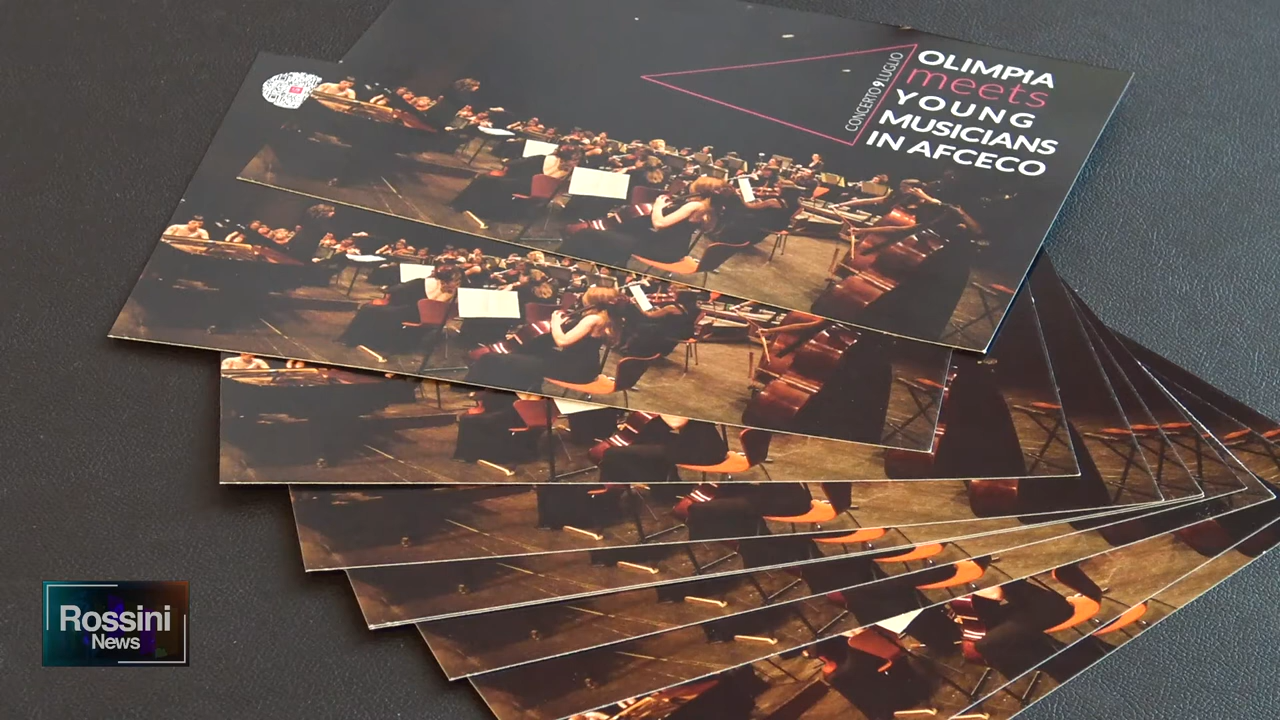 CONCERTO 9 LUGLIO
OLIMPIA
meets
YOUNG
MUSICIANS
IN AFCECO
Rossini
News